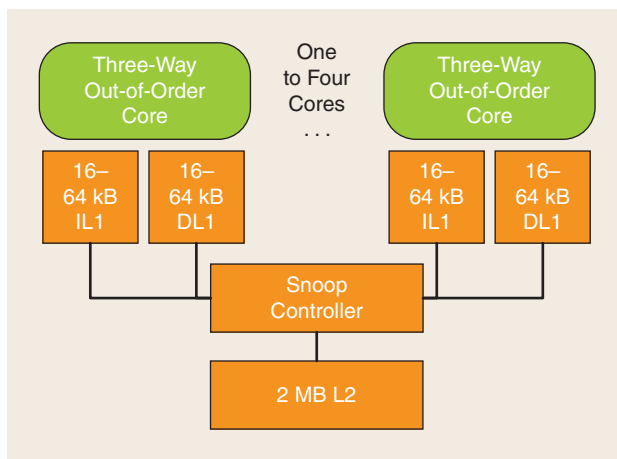 Three-Way
Out-of-Order
Core
One
to Four
Cores
. . .
Three-Way
Out-of-Order
Core
16–
64 kB
IL1
16–
64 kB
DL1
16–
64 kB
IL1
16–
64 kB
DL1
Snoop
Controller
2 MB L2